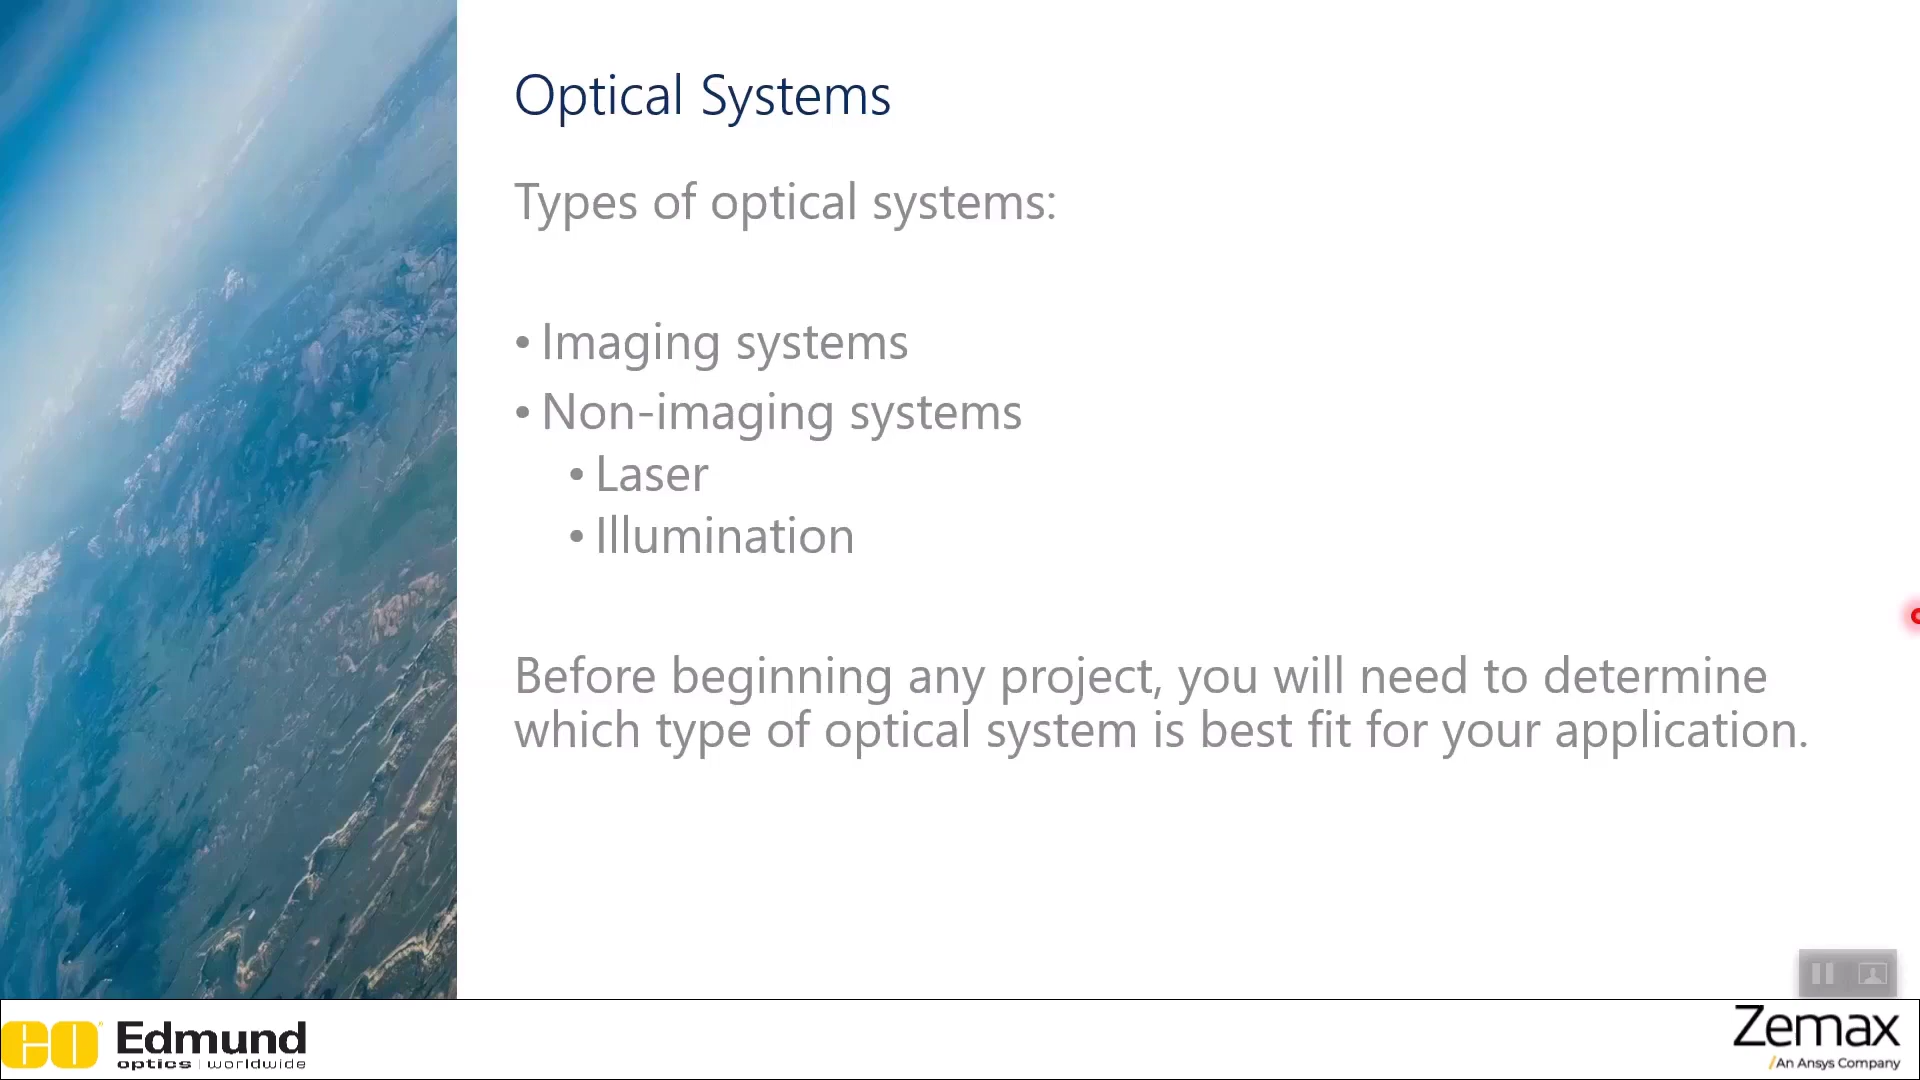 Optical Systems
Types of optical systems:
• Imaging systems
• Non-imaging systems
• Laser
• Illumination
Before beginning any project, you will need to determine
which type of optical system is best fit for your application.
eo Edmund
optics | worldwide
Zemax
/An Ansys Company